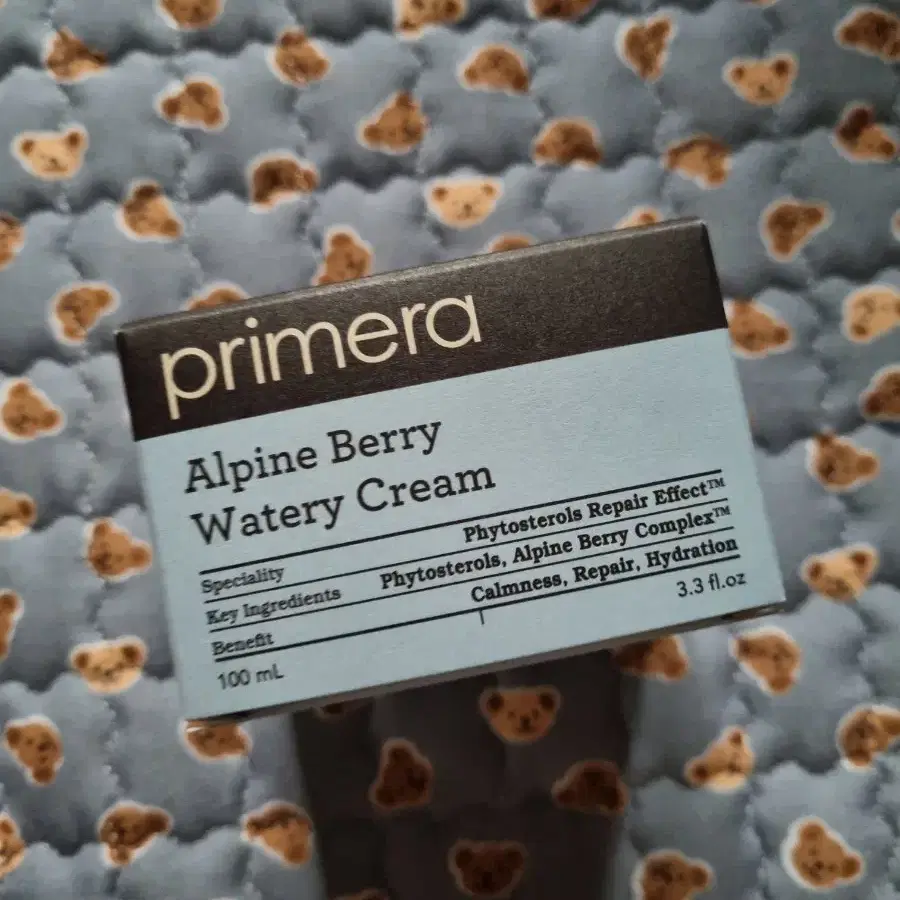 primera
Alpine Berry
Watery Cream
Speciality Phytosterols Repair Effect™
Key Ingredients Phytosterols, Alpine Berry Complex™
Benefit Calmness, Repair, Hydration
100 mL 3.3 fl.oz